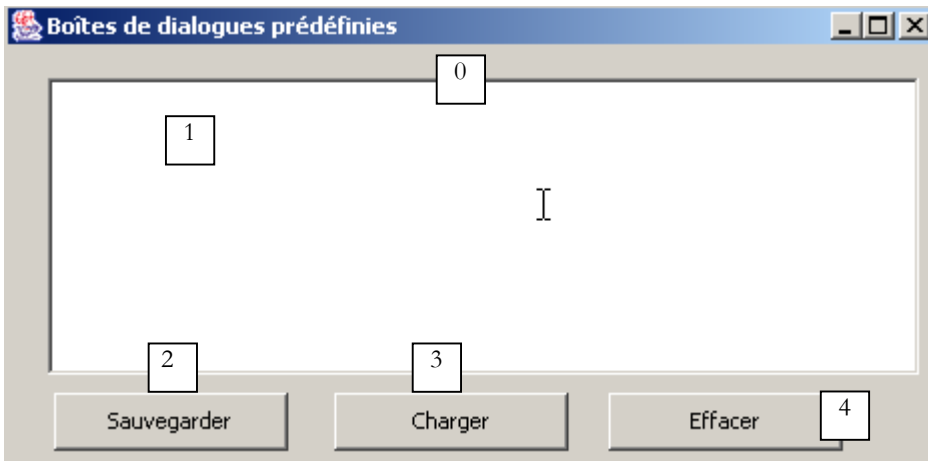 Boîtes de dialogues prédéfinies
0
1
2
3
Sauvegarder
Charger
Effacer
4